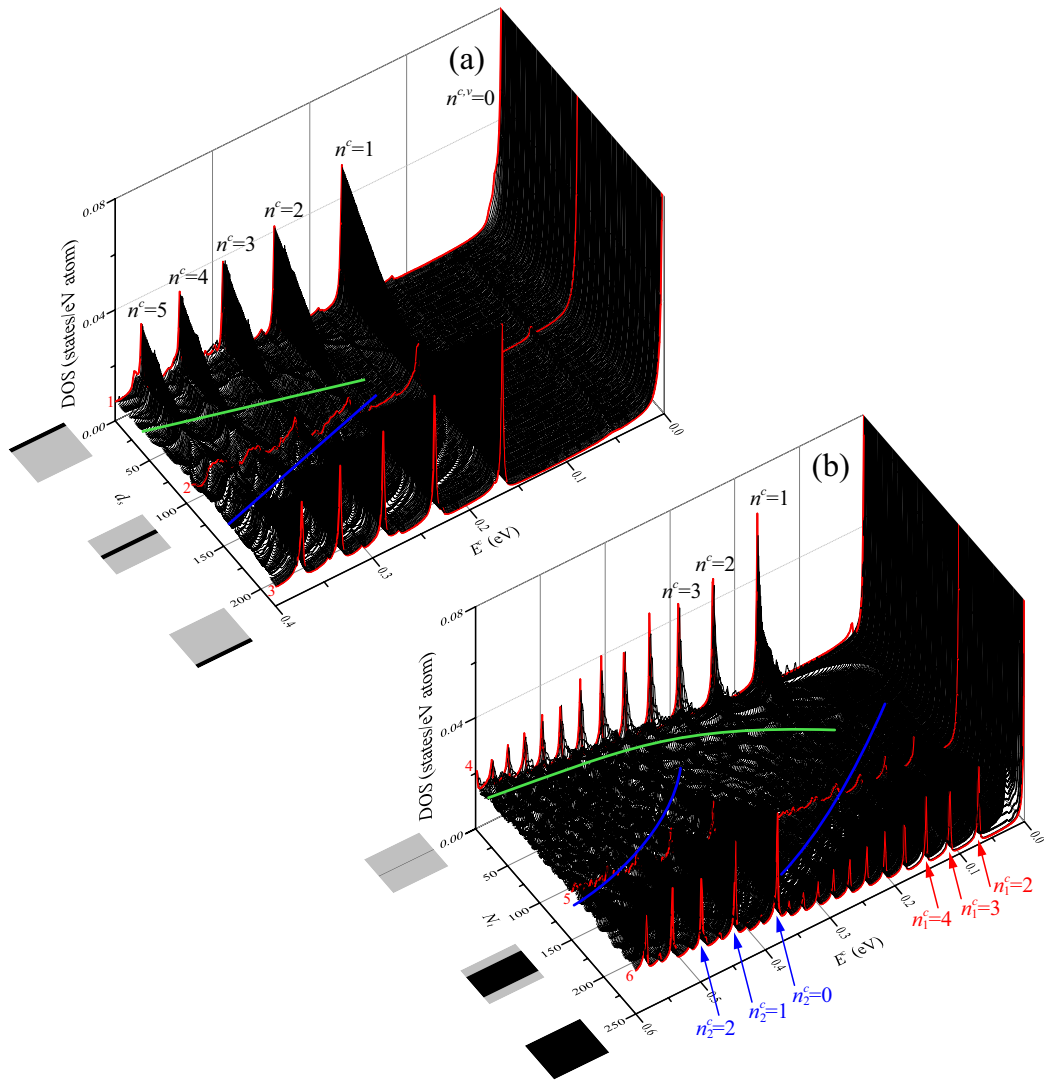 (a)
n^{c,v}=0
n^c=1
n^c=2
n^c=3
n^c=4
n^c=5
DOS (states/eV atom)
0.08
0.04
0.00
1
2
3
50
100
150
200
d_s
0.4
0.3
0.2
0.1
0.0
E^c (eV)
(b)
n^c=1
n^c=2
n^c=3
DOS (states/eV atom)
0.08
0.04
0.00
4
5
6
50
100
150
200
250
0.6
0.5
0.4
0.3
0.2
0.1
0.0
E^c (eV)
n_1^c=2
n_1^c=3
n_1^c=4
n_2^c=0
n_2^c=1
n_2^c=2